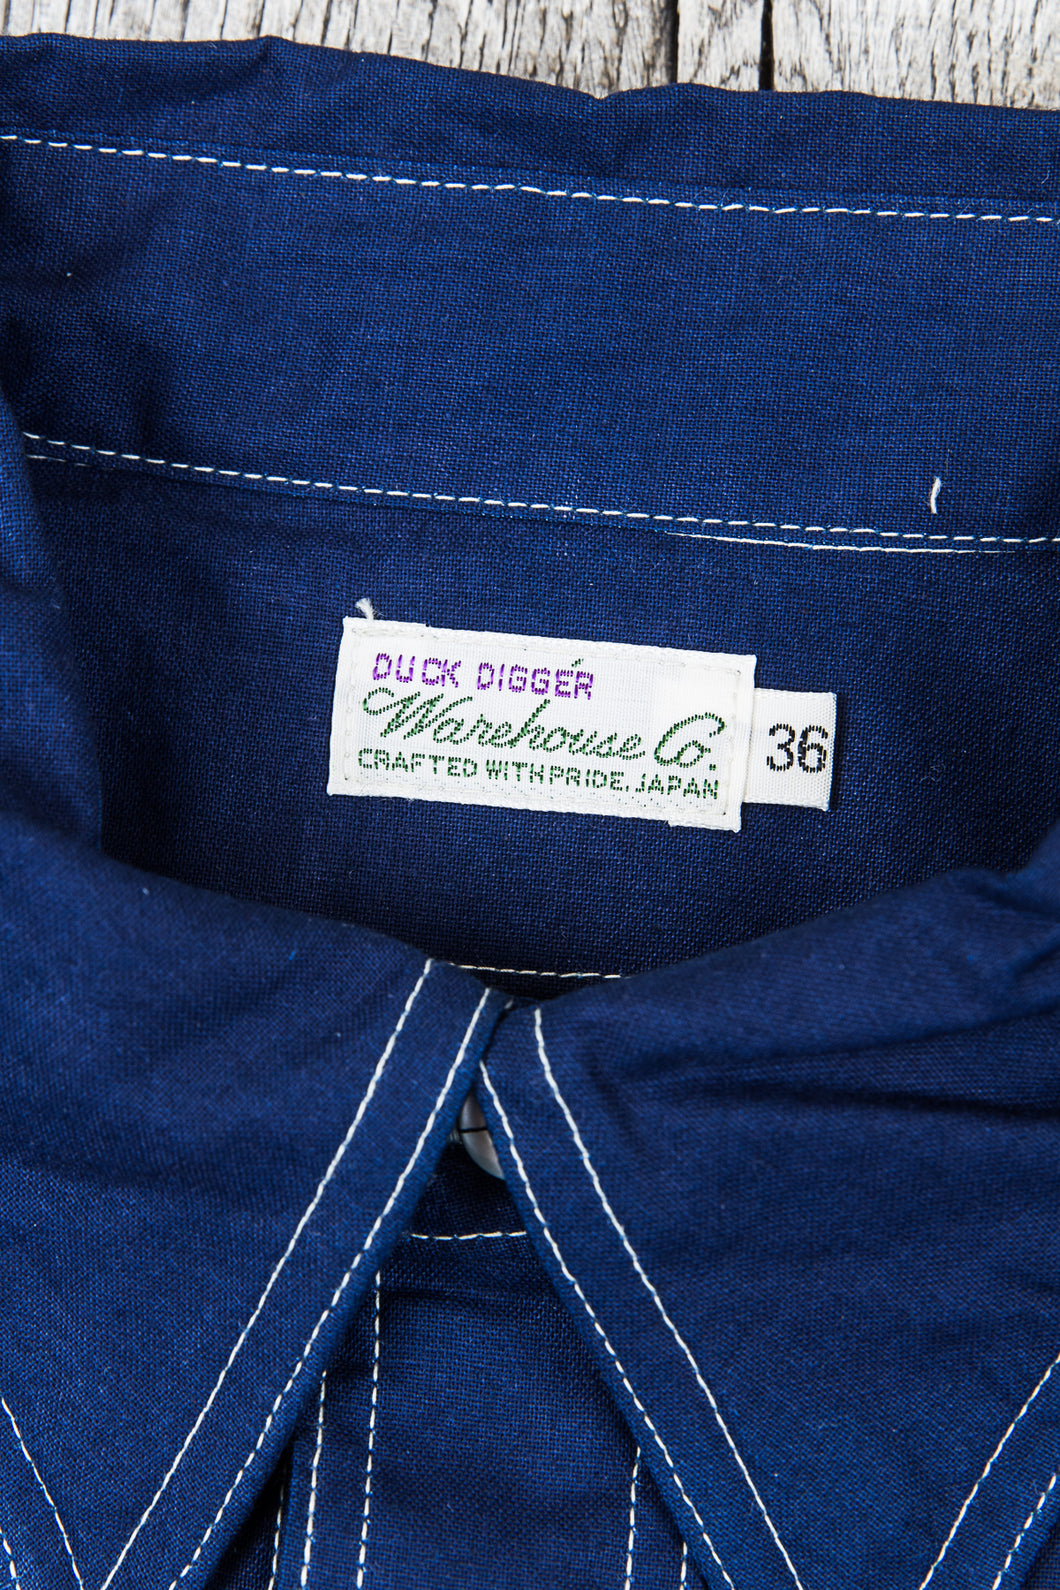 DUCK DIGGER
Warehouse Co.
CRAFTED WITH PRIDE, JAPAN
36